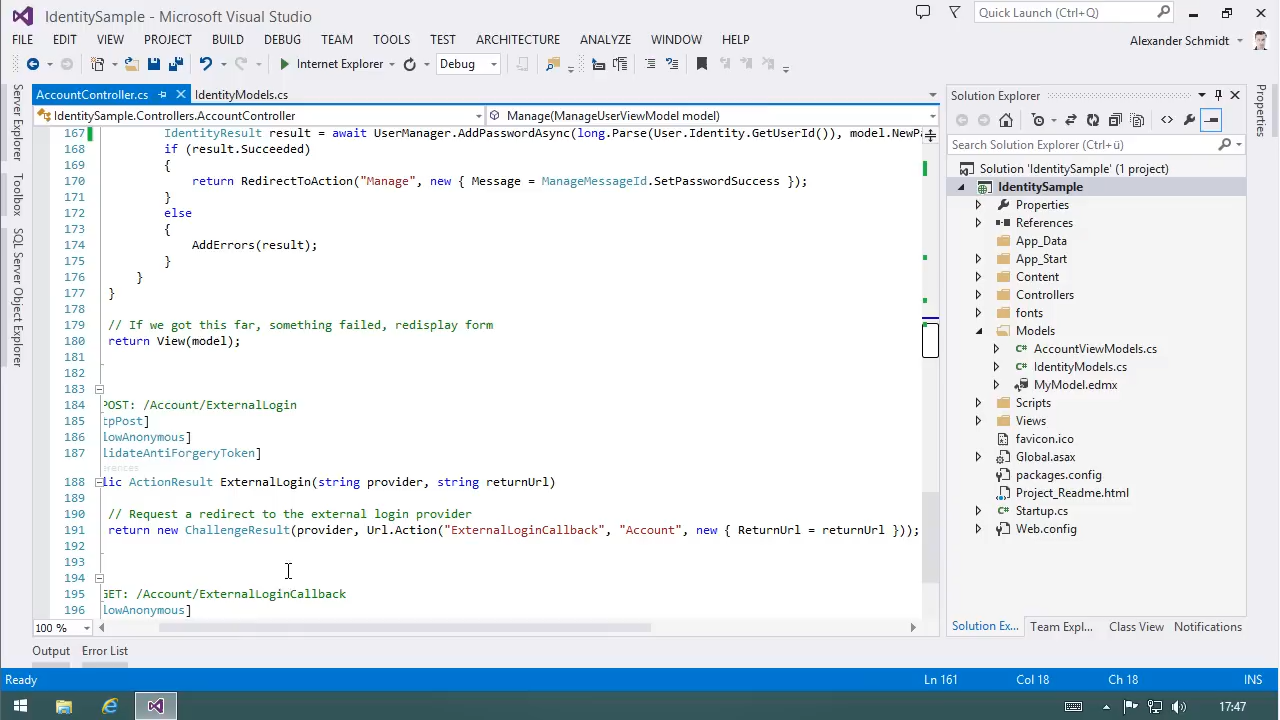 IdentitySample - Microsoft Visual Studio
Quick Launch (Ctrl+Q)
FILE EDIT VIEW PROJECT BUILD DEBUG TEAM TOOLS TEST ARCHITECTURE ANALYZE WINDOW HELP
Alexander Schmidt
Internet Explorer
Debug
AccountController.cs
IdentityModels.cs
IdentitySample.Controllers.AccountController
Manage(ManageUserViewModel model)
167 IdentityResult result = await UserManager.AddPasswordAsync(long.Parse(User.Identity.GetUserId()), model.NewPa
168 if (result.Succeeded)
169 {
170 return RedirectToAction("Manage", new { Message = ManageMessageId.SetPasswordSuccess });
171 }
172 else
173 {
174 AddErrors(result);
175 }
176 }
177 }
178
179 // If we got this far, something failed, redisplay form
180 return View(model);
181
182
183
184 POST: /Account/ExternalLogin
185 tpPost]
186 lowAnonymous]
187 lidateAntiForgeryToken]
erences
188 lic ActionResult ExternalLogin(string provider, string returnUrl)
189
190 // Request a redirect to the external login provider
191 return new ChallengeResult(provider, Url.Action("ExternalLoginCallback", "Account", new { ReturnUrl = returnUrl }));
192
193
194
195 GET: /Account/ExternalLoginCallback
196 lowAnonymous]
100 %
Server Explorer
Toolbox
SQL Server Object Explorer
Solution Explorer
Search Solution Explorer (Ctrl+ü)
Solution 'IdentitySample' (1 project)
IdentitySample
Properties
References
App_Data
App_Start
Content
Controllers
fonts
Models
AccountViewModels.cs
IdentityModels.cs
MyModel.edmx
Scripts
Views
favicon.ico
Global.asax
packages.config
Project_Readme.html
Startup.cs
Web.config
Solution Ex... Team Expl... Class View Notifications
Properties
Output Error List
Ready
Ln 161
Col 18
Ch 18
INS
17:47